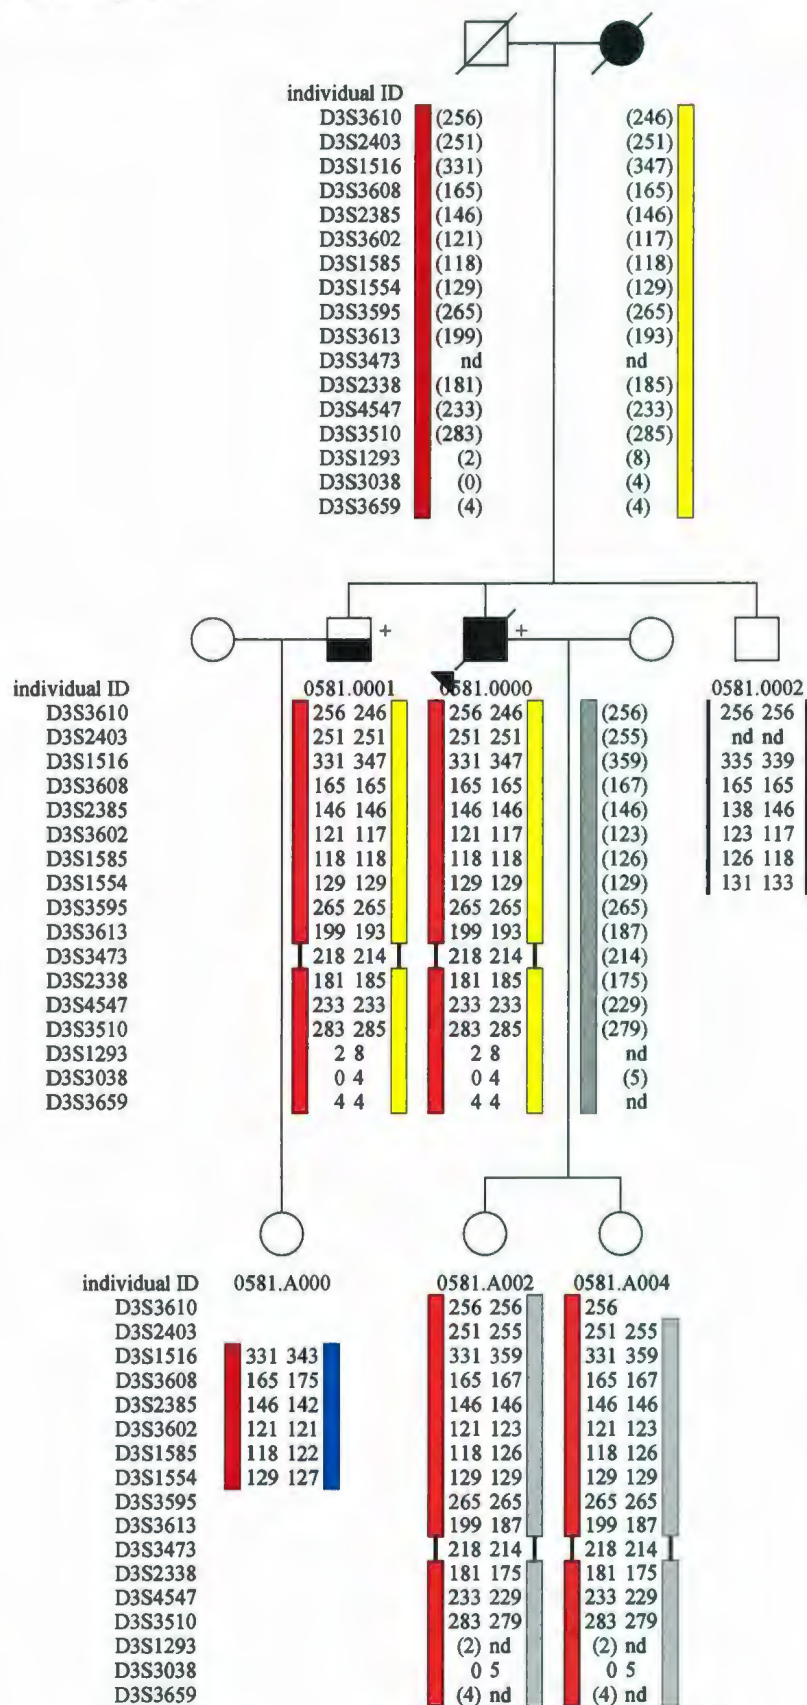 individual ID
D3S3610 (256) (246)
D3S2403 (251) (251)
D3S1516 (331) (347)
D3S3608 (165) (165)
D3S2385 (146) (146)
D3S3602 (121) (117)
D3S1585 (118) (118)
D3S1554 (129) (129)
D3S3595 (265) (265)
D3S3613 (199) (193)
D3S3473 nd nd
D3S2338 (181) (185)
D3S4547 (233) (233)
D3S3510 (283) (285)
D3S1293 (2) (8)
D3S3038 (0) (4)
D3S3659 (4) (4)
+ +
individual ID 0581.0001 0581.0000 0581.0002
D3S3610 256 246 256 246 (256) 256 256
D3S2403 251 251 251 251 (255) nd nd
D3S1516 331 347 331 347 (359) 335 339
D3S3608 165 165 165 165 (167) 165 165
D3S2385 146 146 146 146 (146) 138 146
D3S3602 121 117 121 117 (123) 123 117
D3S1585 118 118 118 118 (126) 126 118
D3S1554 129 129 129 129 (129) 131 133
D3S3595 265 265 265 265 (265)
D3S3613 199 193 199 193 (187)
D3S3473 218 214 218 214 (214)
D3S2338 181 185 181 185 (175)
D3S4547 233 233 233 233 (229)
D3S3510 283 285 283 285 (279)
D3S1293 2 8 2 8 nd
D3S3038 0 4 0 4 (5)
D3S3659 4 4 4 4 nd
individual ID 0581.A000 0581.A002 0581.A004
D3S3610 256 256 256
D3S2403 251 255 251 255
D3S1516 331 343 331 359 331 359
D3S3608 165 175 165 167 165 167
D3S2385 146 142 146 146 146 146
D3S3602 121 121 121 123 121 123
D3S1585 118 122 118 126 118 126
D3S1554 129 127 129 129 129 129
D3S3595 265 265 265 265
D3S3613 199 187 199 187
D3S3473 218 214 218 214
D3S2338 181 175 181 175
D3S4547 233 229 233 229
D3S3510 283 279 283 279
D3S1293 (2) nd (2) nd
D3S3038 0 5 0 5
D3S3659 (4) nd (4) nd